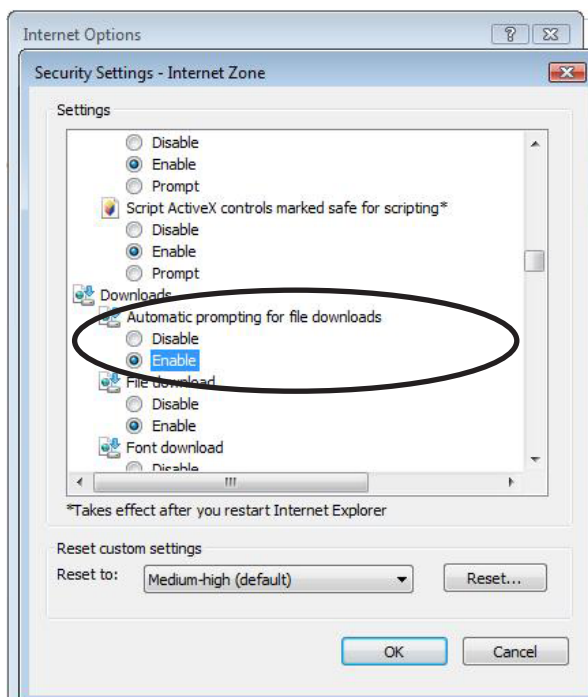 Internet Options
Security Settings - Internet Zone
Settings
Disable
Enable
Prompt
Script ActiveX controls marked safe for scripting*
Disable
Enable
Prompt
Downloads
Automatic prompting for file downloads
Disable
Enable
File download
Disable
Enable
Font download
Disable
*Takes effect after you restart Internet Explorer
Reset custom settings
Reset to: Medium-high (default) Reset...
OK Cancel